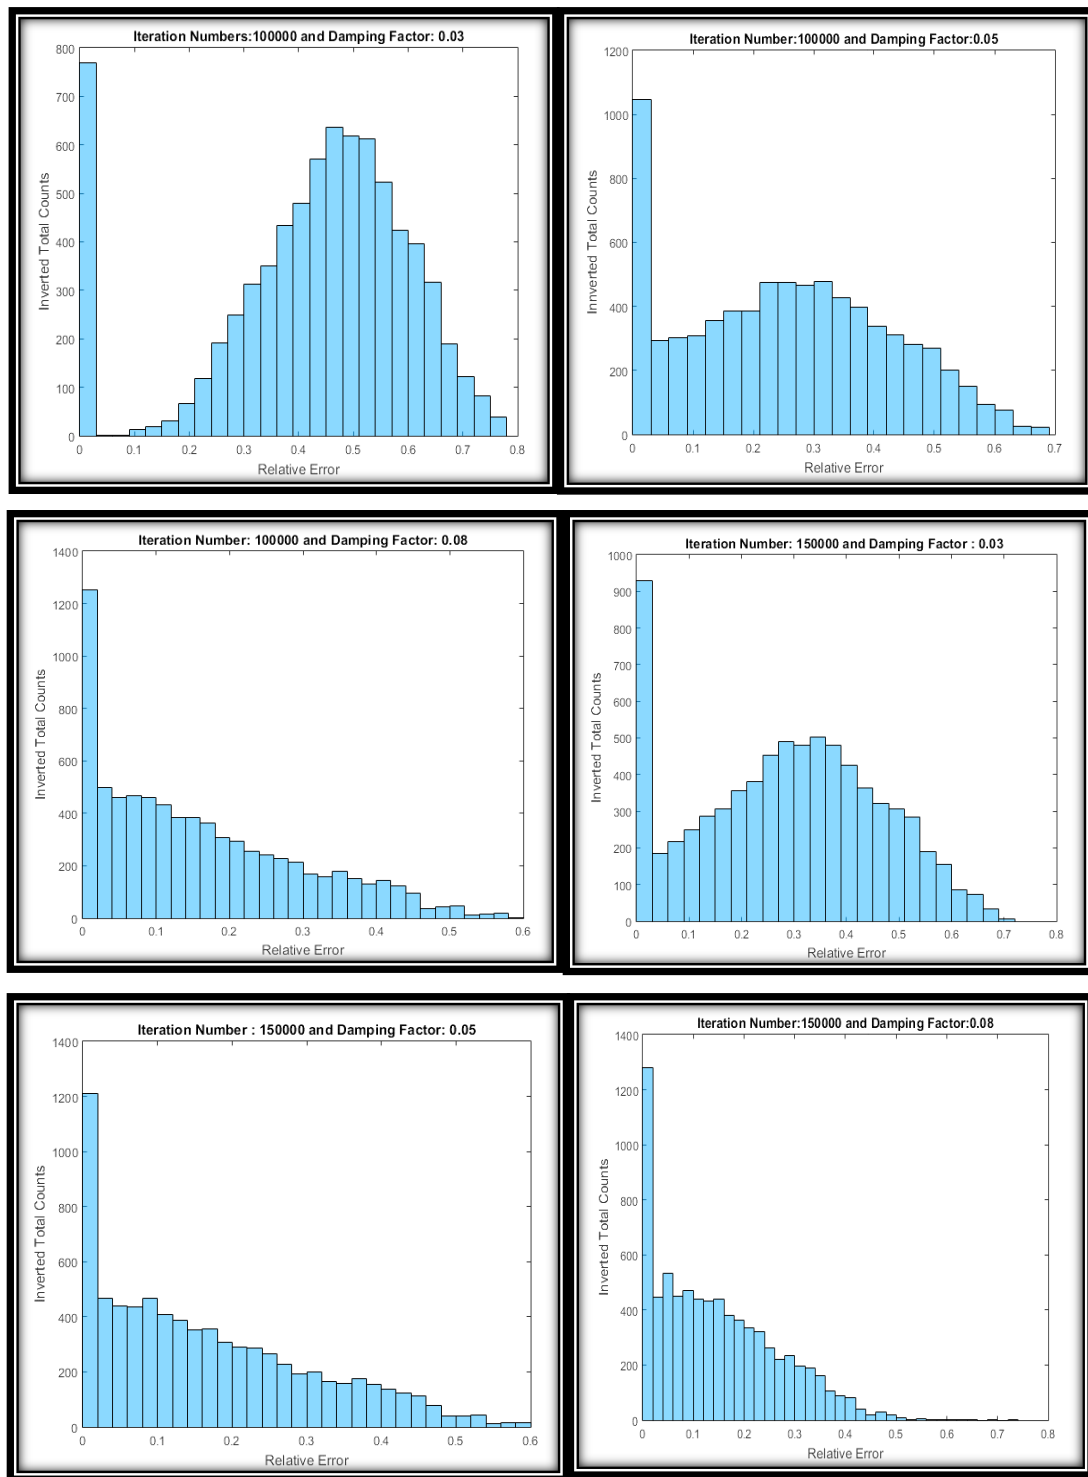 Iteration Numbers:100000 and Damping Factor: 0.03
800
700
600
500
400
300
200
100
0
Inverted Total Counts
0 0.1 0.2 0.3 0.4 0.5 0.6 0.7 0.8
Relative Error
Iteration Number:100000 and Damping Factor:0.05
1200
1000
800
600
400
200
0
Innverted Total Counts
0 0.1 0.2 0.3 0.4 0.5 0.6 0.7
Relative Error
Iteration Number: 100000 and Damping Factor: 0.08
1400
1200
1000
800
600
400
200
0
Inverted Total Counts
0 0.1 0.2 0.3 0.4 0.5 0.6
Relative Error
Iteration Number: 150000 and Damping Factor : 0.03
1000
900
800
700
600
500
400
300
200
100
0
Inverted Total Counts
0 0.1 0.2 0.3 0.4 0.5 0.6 0.7 0.8
Relative Error
Iteration Number : 150000 and Damping Factor: 0.05
1400
1200
1000
800
600
400
200
0
Inverted Total Counts
0 0.1 0.2 0.3 0.4 0.5 0.6
Relative Error
Iteration Number:150000 and Damping Factor:0.08
1400
1200
1000
800
600
400
200
0
Inverted Total Counts
0 0.1 0.2 0.3 0.4 0.5 0.6 0.7 0.8
Relative Error